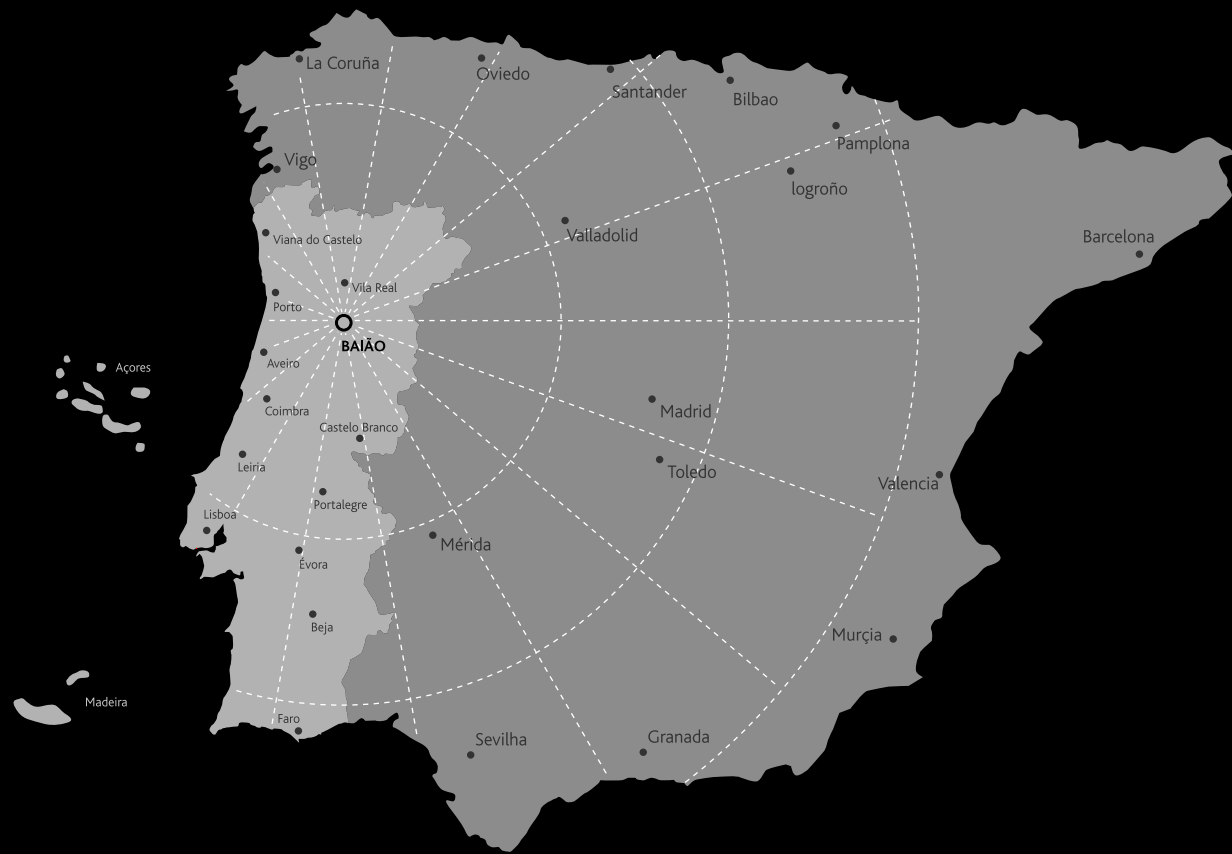 La Coruña
Oviedo
Santander
Bilbao
Pamplona
Vigo
logroño
Valladolid
Barcelona
Viana do Castelo
Vila Real
Porto
BAIÃO
Aveiro
Açores
Coimbra
Madrid
Castelo Branco
Leiria
Toledo
Valencia
Portalegre
Lisboa
Mérida
Évora
Beja
Murçia
Madeira
Faro
Sevilha
Granada